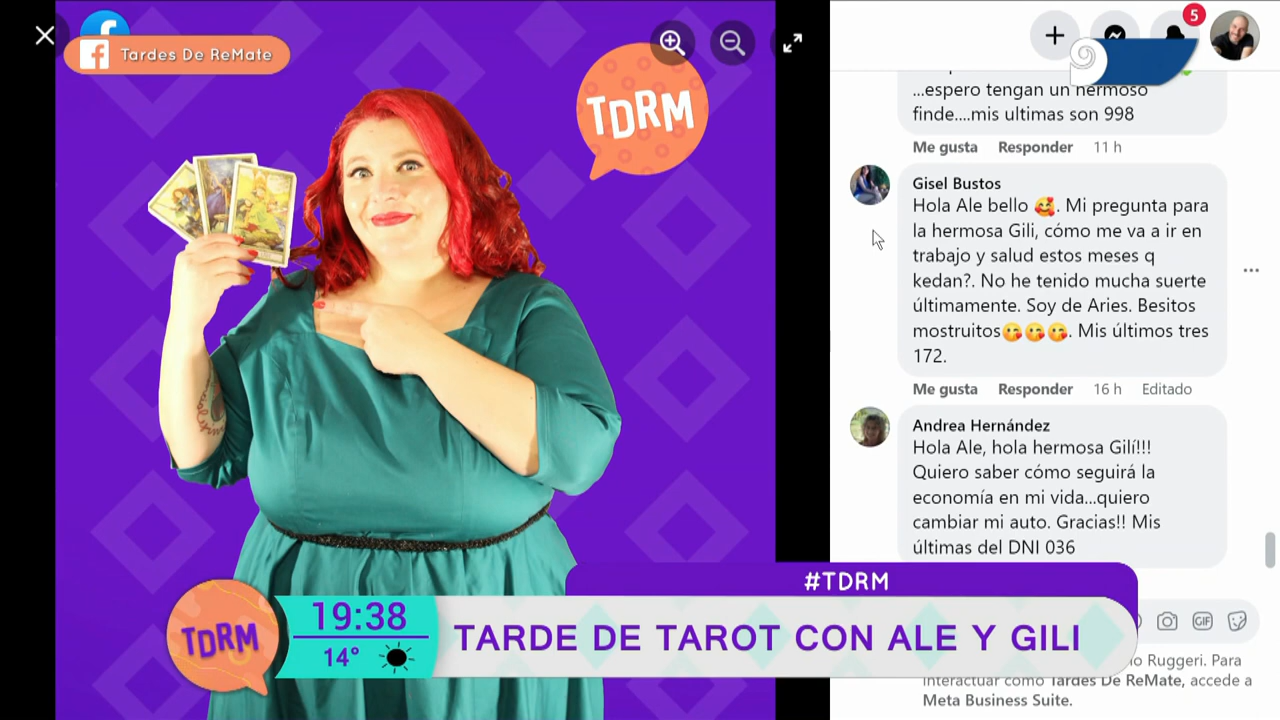 Tardes De ReMate
TDRM
5
...espero tengan un hermoso
finde....mis ultimas son 998
Me gusta Responder 11 h
Gisel Bustos
Hola Ale bello 🥰. Mi pregunta para
la hermosa Gili, cómo me va a ir en
trabajo y salud estos meses q
kedan?. No he tenido mucha suerte
últimamente. Soy de Aries. Besitos
mostruitos😘😘😘. Mis últimos tres
172.
Me gusta Responder 16 h Editado
Andrea Hernández
Hola Ale, hola hermosa Gilí!!!
Quiero saber cómo seguirá la
economía en mi vida...quiero
cambiar mi auto. Gracias!! Mis
últimas del DNI 036
#TDRM
TDRM
19:38
14°
TARDE DE TAROT CON ALE Y GILI
GIF
Ruggeri. Para
interactuar como Tardes De ReMate, accede a
Meta Business Suite.